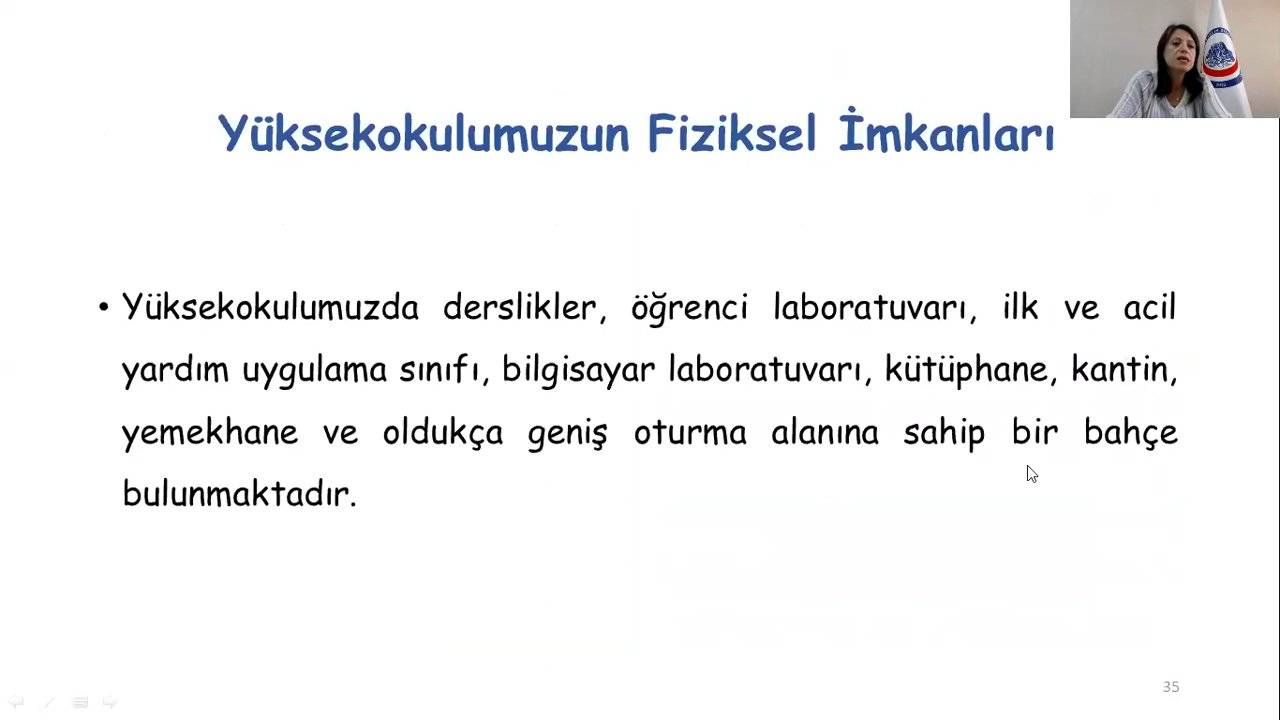 Yüksekokulumuzun Fiziksel İmkanları
• Yüksekokulumuzda derslikler, öğrenci laboratuvarı, ilk ve acil
yardım uygulama sınıfı, bilgisayar laboratuvarı, kütüphane, kantin,
yemekhane ve oldukça geniş oturma alanına sahip bir bahçe
bulunmaktadır.
35